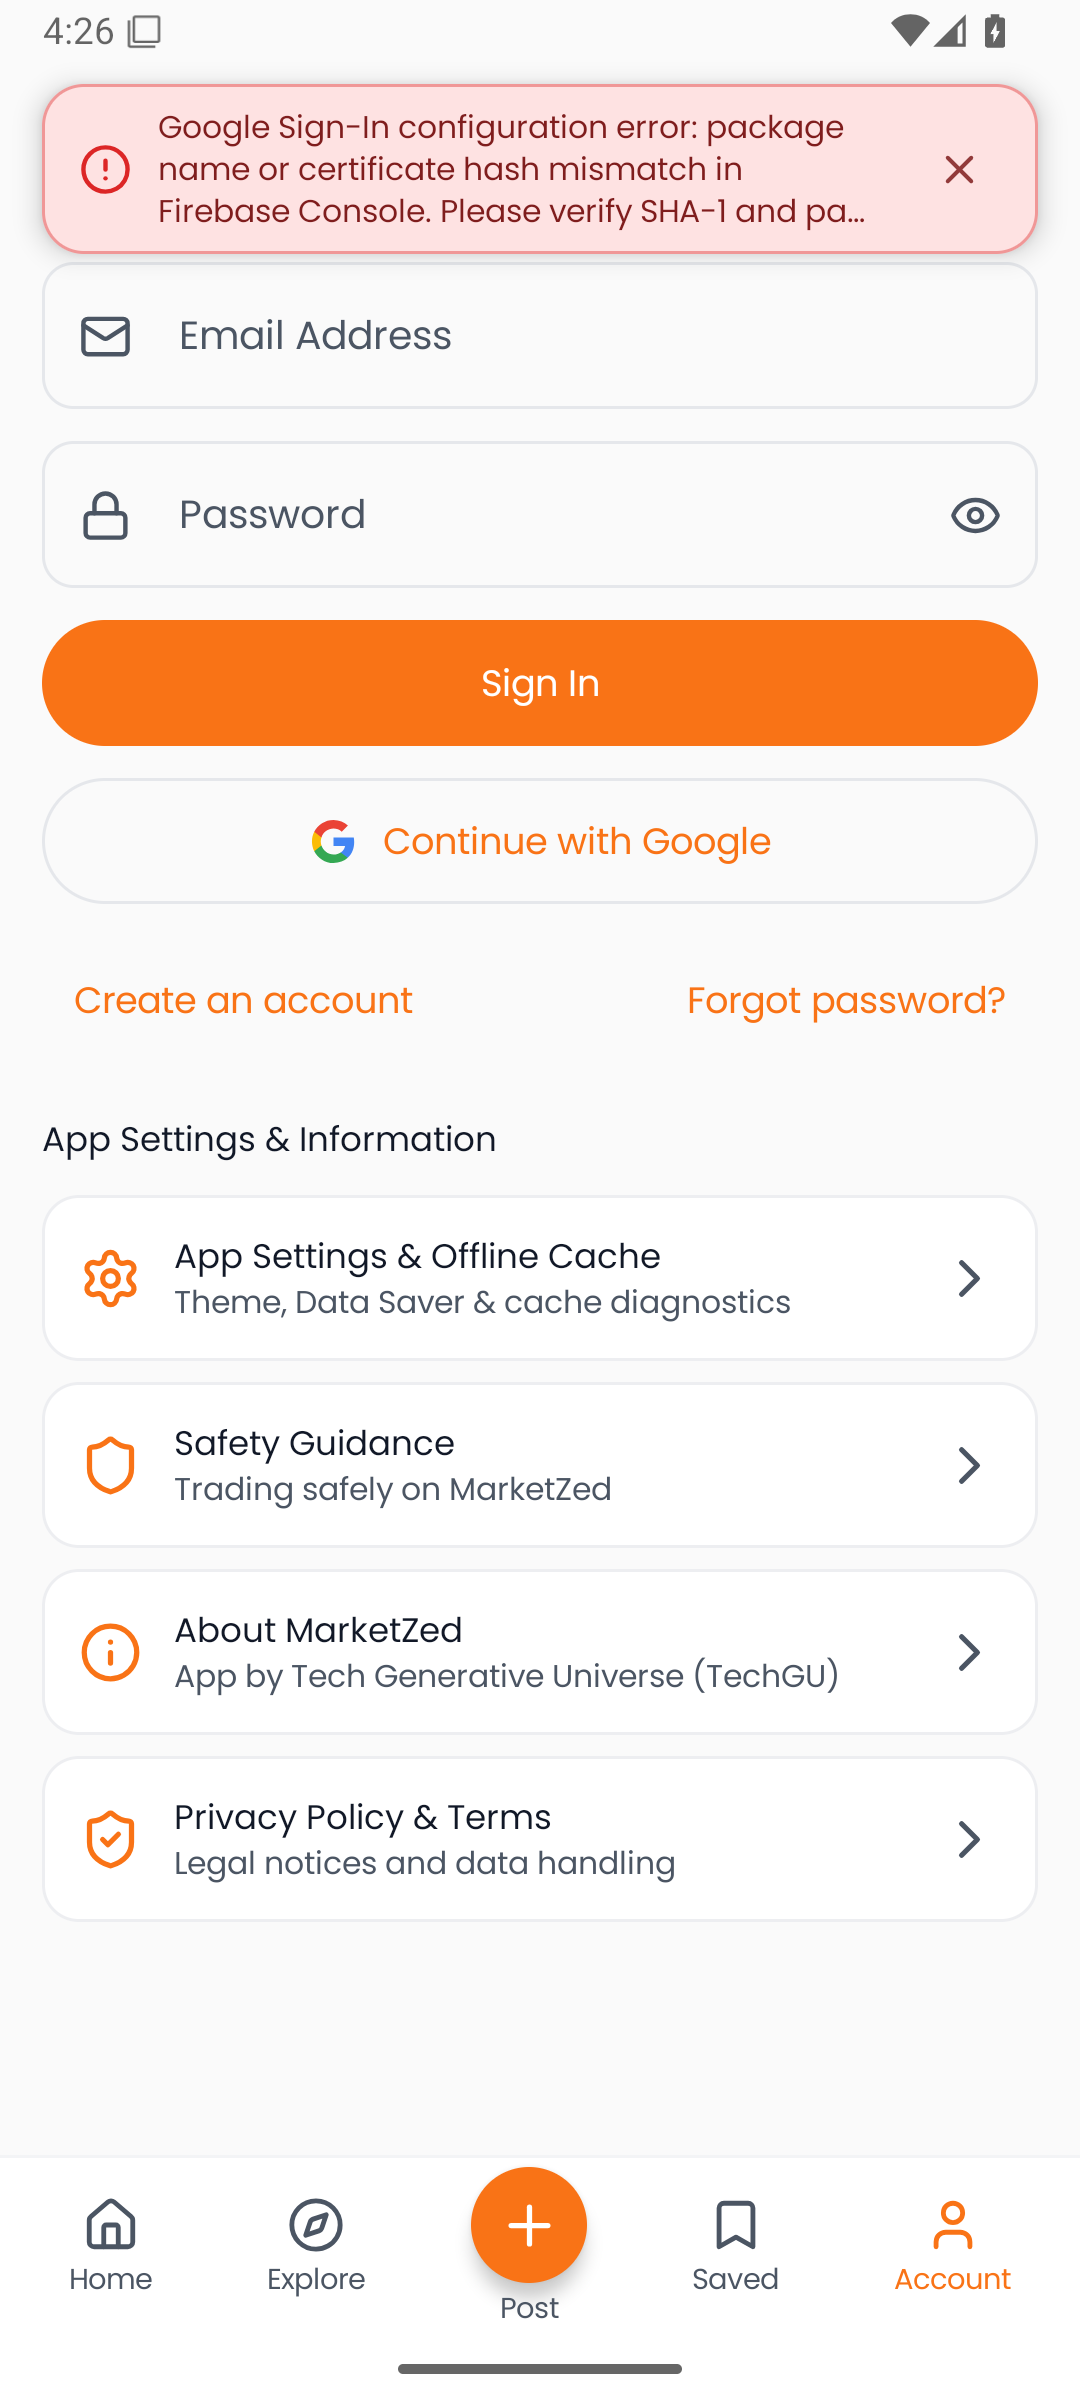 4:26
Google Sign-In configuration error: package
name or certificate hash mismatch in
Firebase Console. Please verify SHA-1 and pa...
Email Address
Password
Sign In
Continue with Google
Create an account
Forgot password?
App Settings & Information
App Settings & Offline Cache
Theme, Data Saver & cache diagnostics
Safety Guidance
Trading safely on MarketZed
About MarketZed
App by Tech Generative Universe (TechGU)
Privacy Policy & Terms
Legal notices and data handling
Home
Explore
Post
Saved
Account